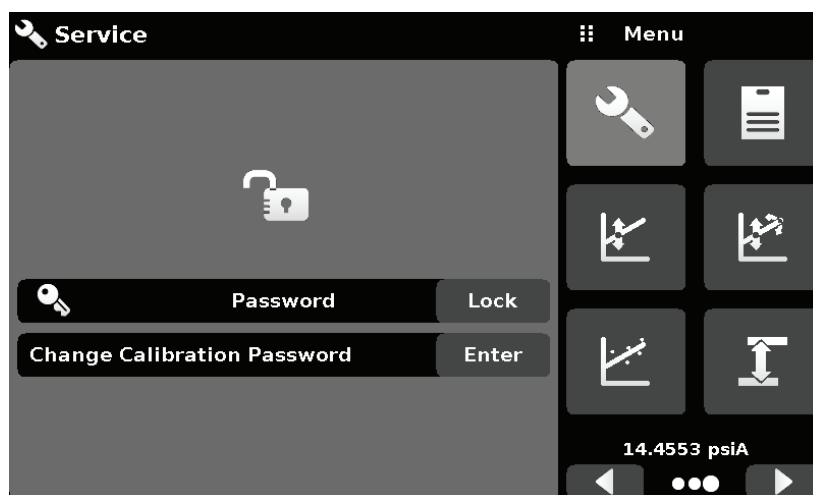 Service
Menu
Password
Lock
Change Calibration Password
Enter
14.4553 psiA